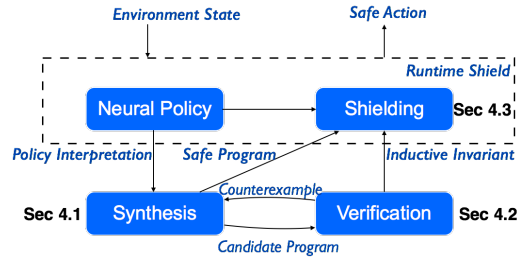 Environment State
Safe Action
Runtime Shield
Neural Policy
Shielding
Sec 4.3
Policy Interpretation
Safe Program
Inductive Invariant
Counterexample
Sec 4.1
Synthesis
Verification
Sec 4.2
Candidate Program